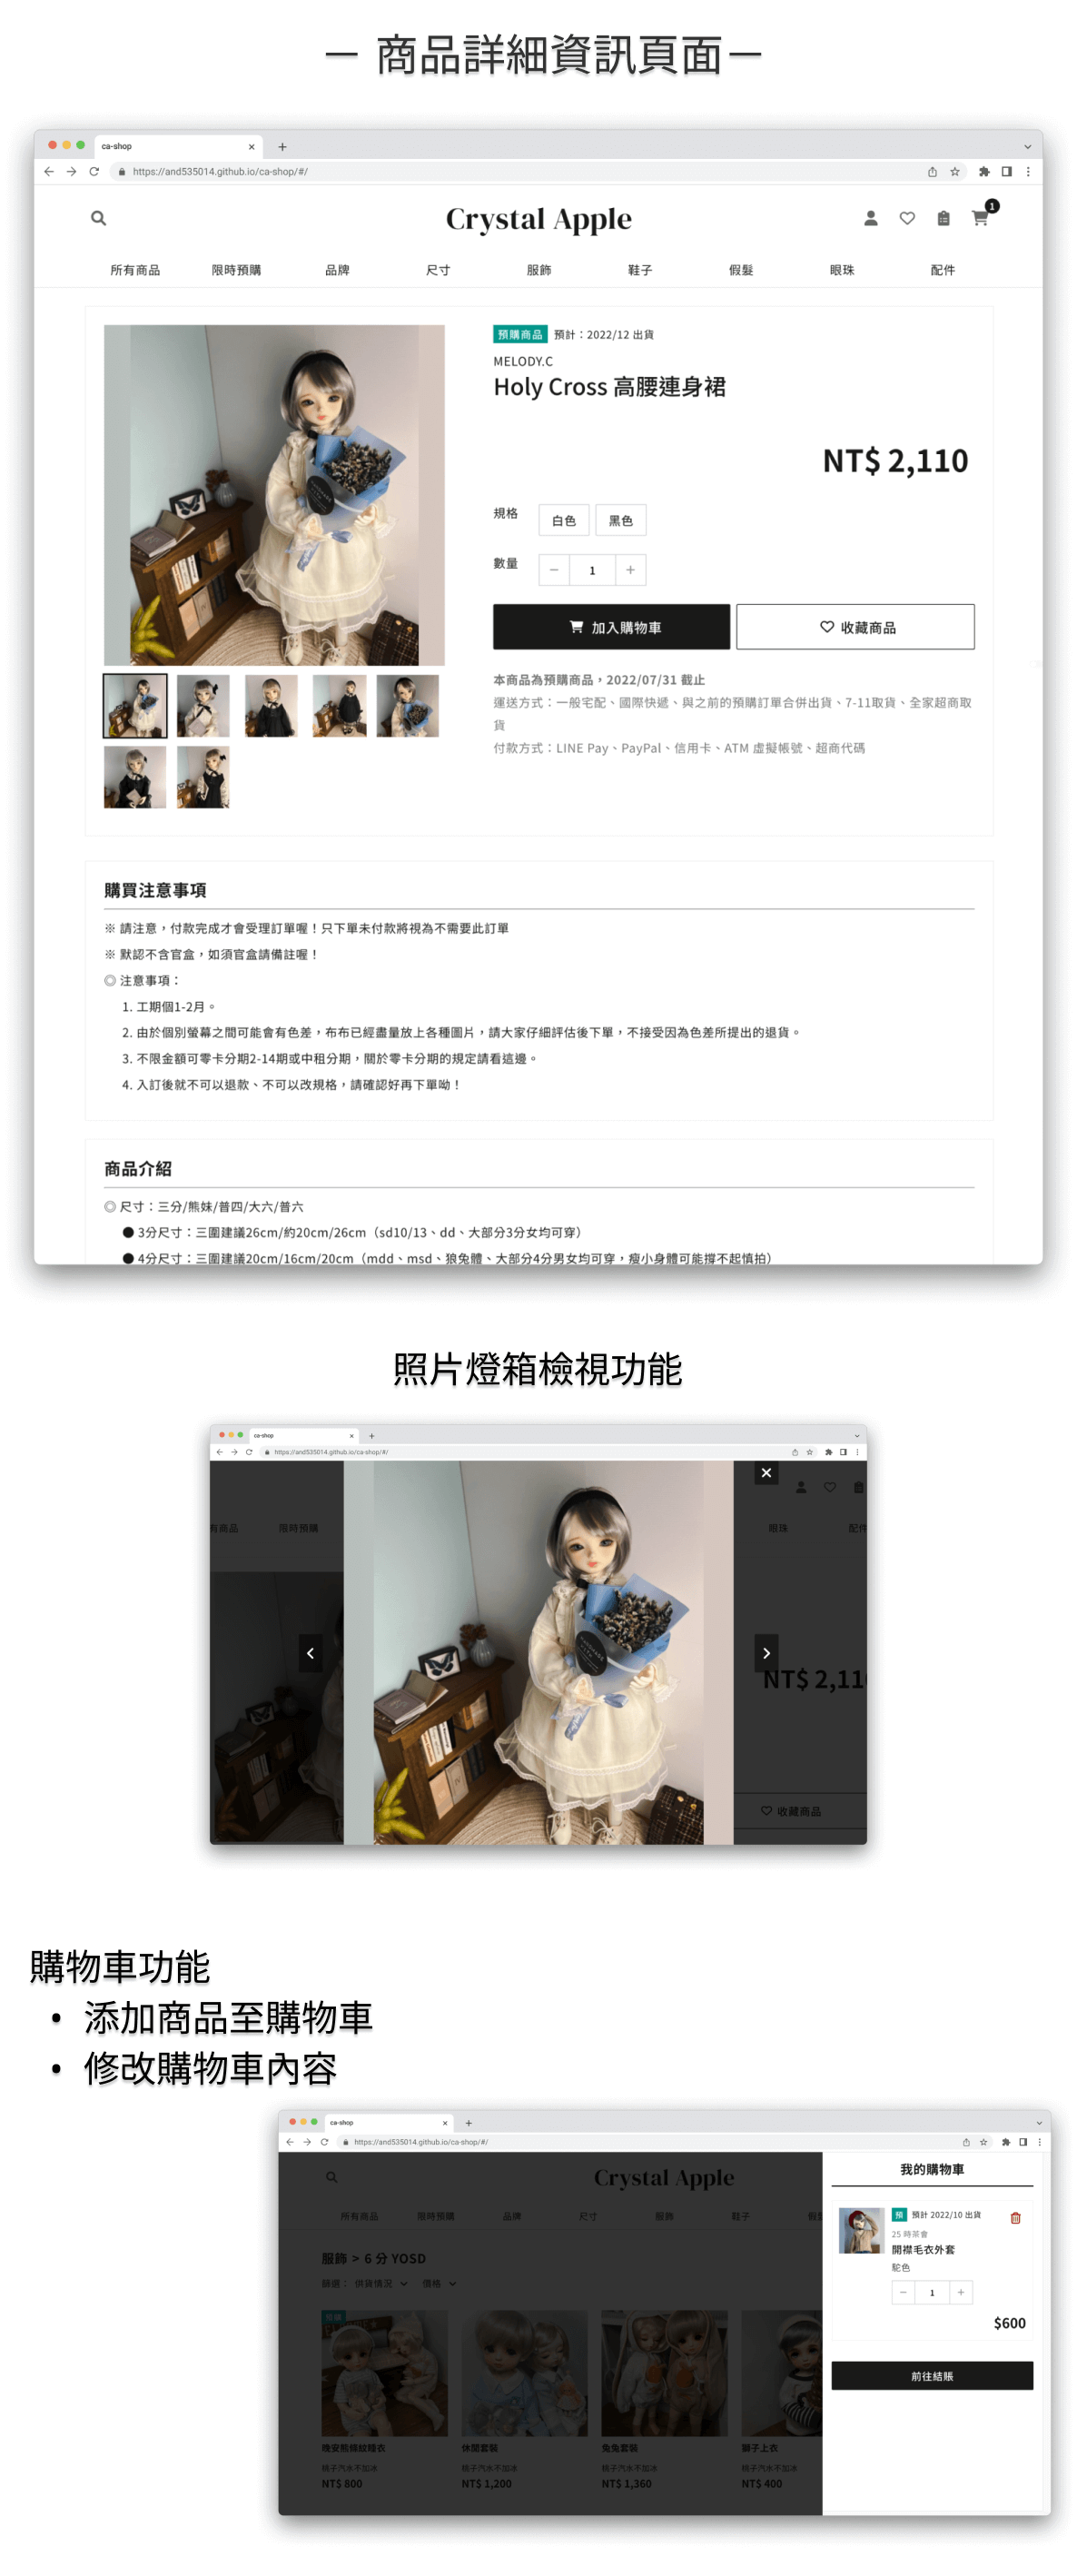 — 商品詳細資訊頁面—
ca-shop
https://and535014.github.io/ca-shop/#/
Crystal Apple
1
所有商品 限時預購 品牌 尺寸 服飾 鞋子 假髮 眼珠 配件
預購商品 預計：2022/12 出貨
MELODY.C
Holy Cross 高腰連身裙
NT$ 2,110
規格 白色 黑色
數量 − 1 +
加入購物車 收藏商品
本商品為預購商品，2022/07/31 截止
運送方式：一般宅配、國際快遞、與之前的預購訂單合併出貨、7-11取貨、全家超商取
貨
付款方式：LINE Pay、PayPal、信用卡、ATM 虛擬帳號、超商代碼
購買注意事項
※ 請注意，付款完成才會受理訂單喔！只下單未付款將視為不需要此訂單
※ 默認不含官盒，如須官盒請備註喔！
◎ 注意事項：
1. 工期個1-2月。
2. 由於個別螢幕之間可能會有色差，布布已經盡量放上各種圖片，請大家仔細評估後下單，不接受因為色差所提出的退貨。
3. 不限金額可零卡分期2-14期或中租分期，關於零卡分期的規定請看這邊。
4. 入訂後就不可以退款、不可以改規格，請確認好再下單呦！
商品介紹
◎ 尺寸：三分/熊妹/普四/大六/普六
● 3分尺寸：三圍建議26cm/約20cm/26cm（sd10/13、dd、大部分3分女均可穿）
● 4分尺寸：三圍建議20cm/16cm/20cm（mdd、msd、狼兔體、大部分4分男女均可穿，瘦小身體可能撐不起慎拍）
照片燈箱檢視功能
ca-shop
https://and535014.github.io/ca-shop/#/
有商品 限時預購 眼珠 配件
NT$ 2,11
收藏商品
購物車功能
• 添加商品至購物車
• 修改購物車內容
ca-shop
https://and535014.github.io/ca-shop/#/
Crystal Apple
所有商品 限時預購 品牌 尺寸 服飾 鞋子
服飾 > 6 分 YOSD
篩選： 供貨情況 價格
預購
晚安熊條紋睡衣 休閒套裝 兔兔套裝 獅子上衣
桃子汽水不加冰 桃子汽水不加冰 桃子汽水不加冰 桃子汽水不加冰
NT$ 800 NT$ 1,200 NT$ 1,360 NT$ 400
我的購物車
預 預計 2022/10 出貨
25 時茶會
開襟毛衣外套
駝色
− 1 +
$600
前往結賬